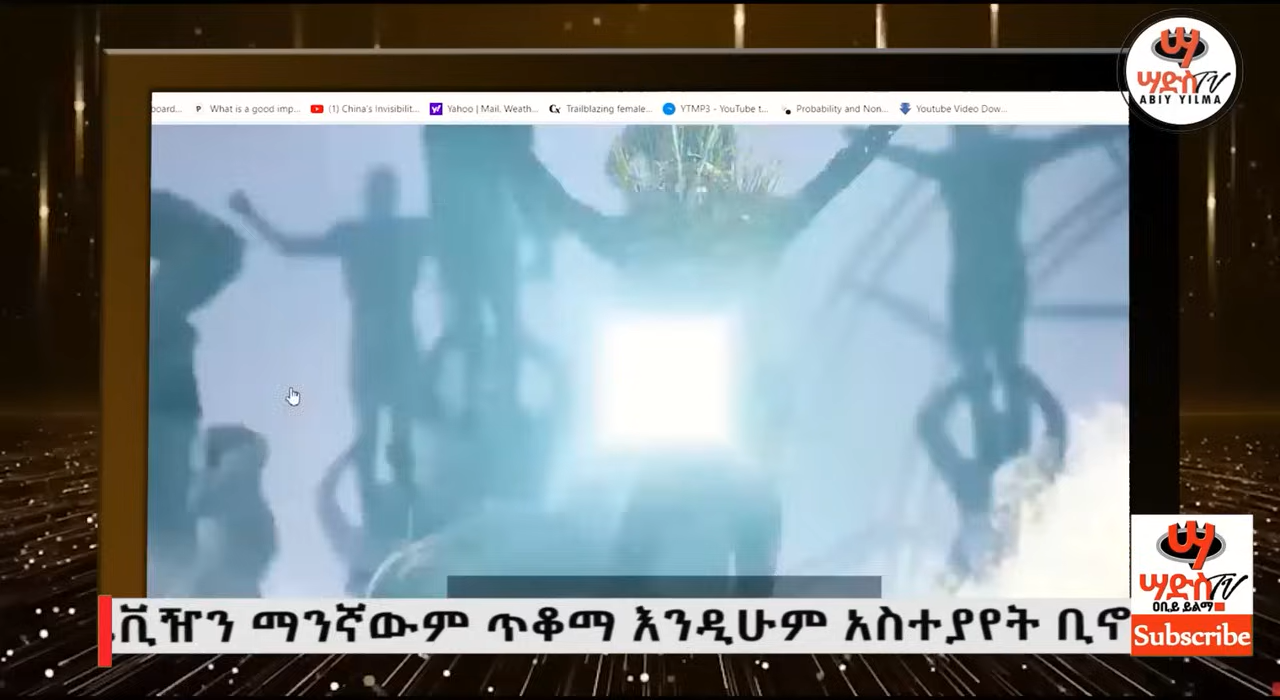 ሣድስTV
ABIY YILMA
board...
P What is a good imp...
(1) China's Invisibilit...
Yahoo | Mail, Weath...
Cx Trailblazing female...
YTMP3 - YouTube t...
Probability and Non...
Youtube Video Dow...
ሣድስTV
ዐቢይ ይልማ
Subscribe
ቪዥን ማንኛውም ጥቆማ እንዲሁም አስተያየት ቢኖ